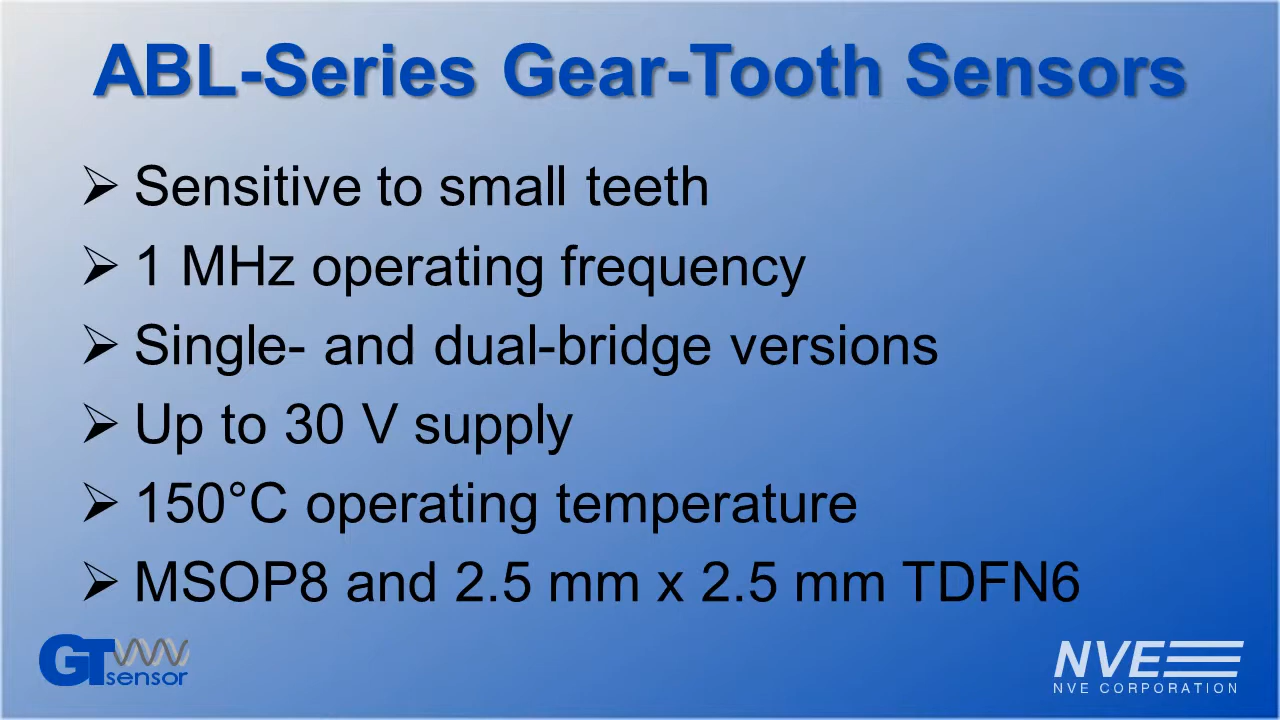 ABL-Series Gear-Tooth Sensors
Sensitive to small teeth
1 MHz operating frequency
Single- and dual-bridge versions
Up to 30 V supply
150°C operating temperature
MSOP8 and 2.5 mm x 2.5 mm TDFN6
GT sensor
NVE
NVE CORPORATION